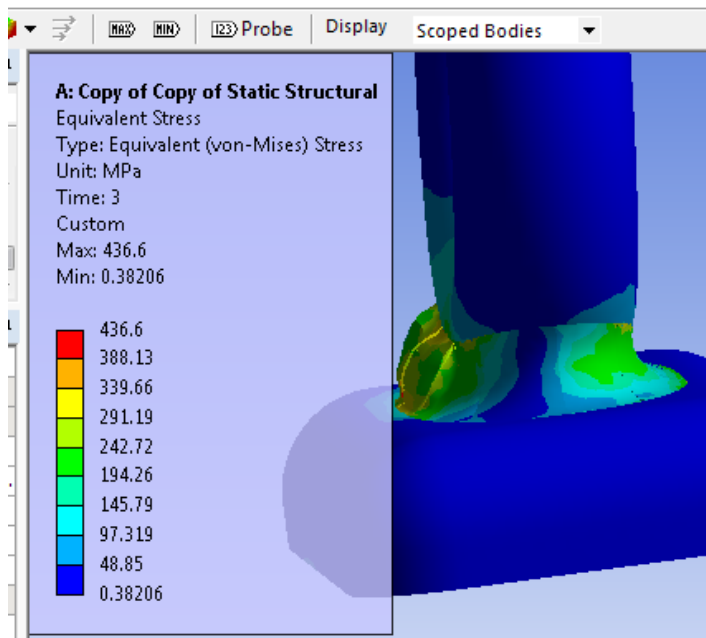 MAX MIN 123 Probe Display Scoped Bodies
A: Copy of Copy of Static Structural
Equivalent Stress
Type: Equivalent (von-Mises) Stress
Unit: MPa
Time: 3
Custom
Max: 436.6
Min: 0.38206
436.6
388.13
339.66
291.19
242.72
194.26
145.79
97.319
48.85
0.38206